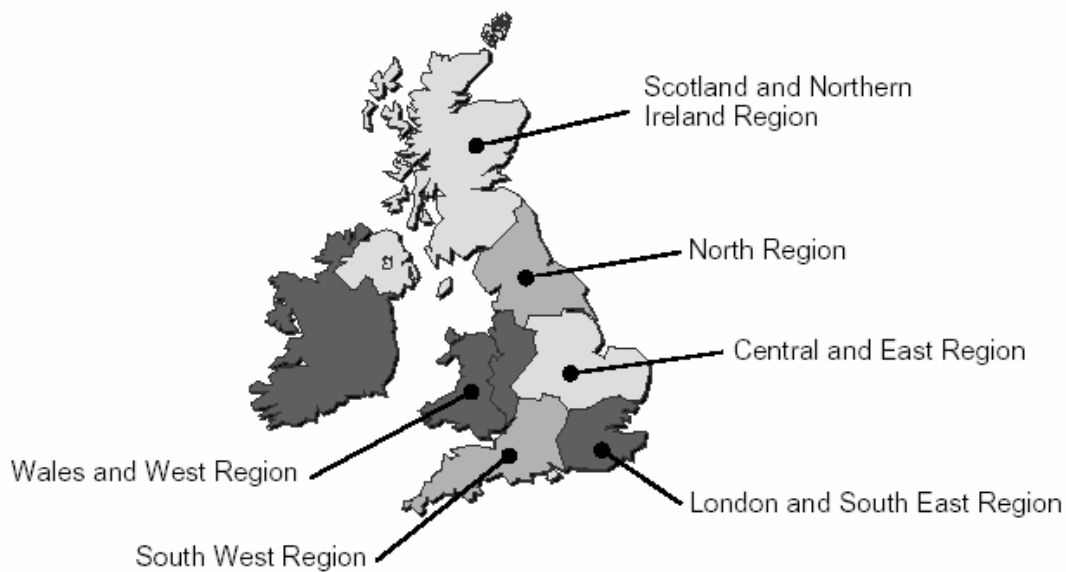 Scotland and Northern
Ireland Region
North Region
Central and East Region
Wales and West Region
London and South East Region
South West Region